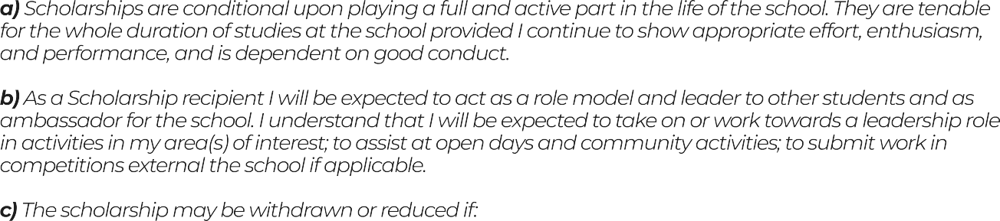 a) Scholarships are conditional upon playing a full and active part in the life of the school. They are tenable
for the whole duration of studies at the school provided I continue to show appropriate effort, enthusiasm,
and performance, and is dependent on good conduct.
b) As a Scholarship recipient I will be expected to act as a role model and leader to other students and as
ambassador for the school. I understand that I will be expected to take on or work towards a leadership role
in activities in my area(s) of interest; to assist at open days and community activities; to submit work in
competitions external the school if applicable.
c) The scholarship may be withdrawn or reduced if: